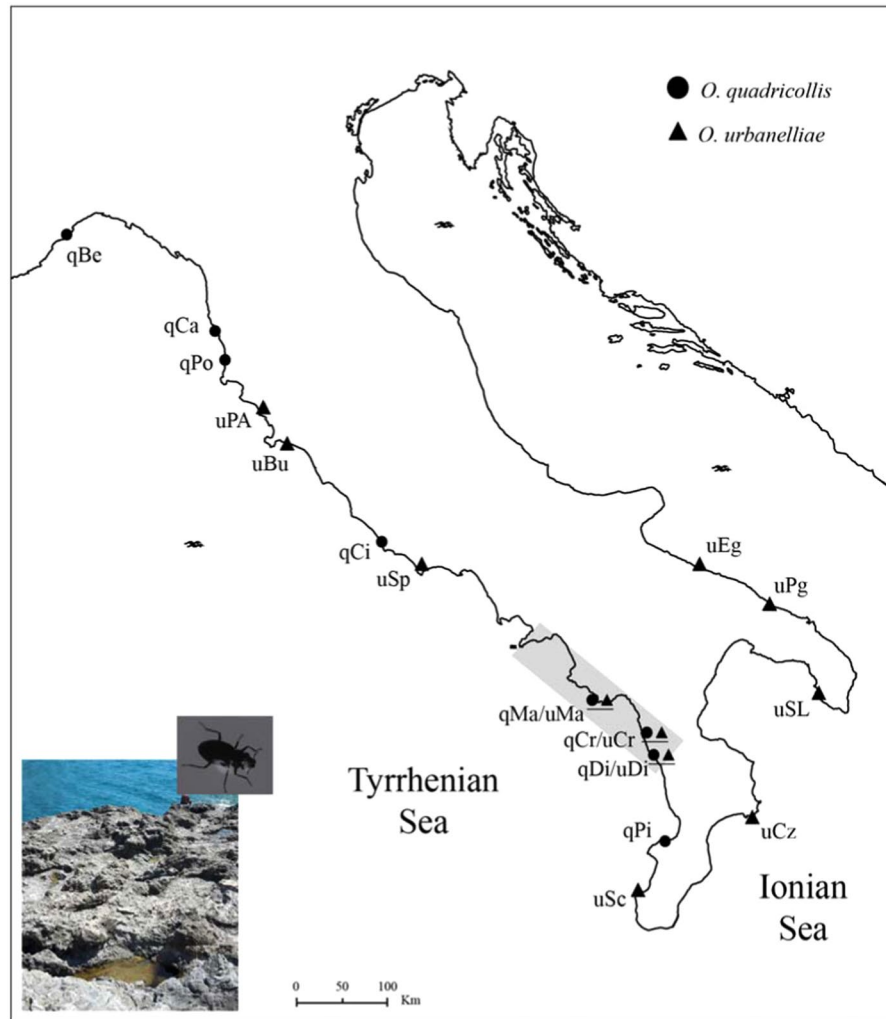 O. quadricollis
O. urbanelliae
qBe
qCa
qPo
uPA
uBu
qCi
uSp
uEg
uPg
uSL
qMa/uMa
qCr/uCr
qDi/uDi
Tyrrhenian
Sea
qPi
uCz
uSc
Ionian
Sea
0 50 100
Km